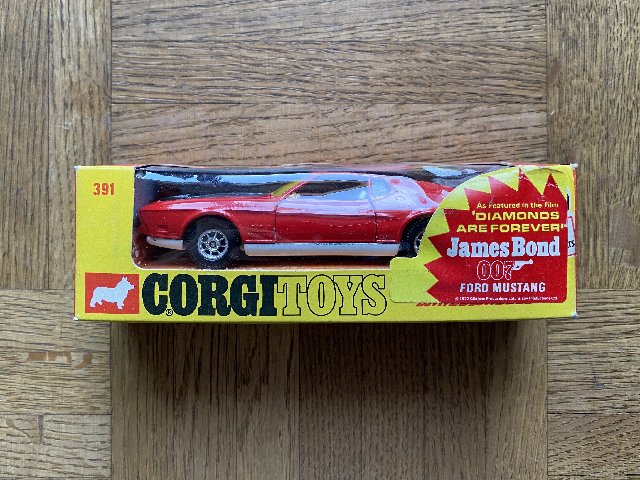 391
As Featured in the Film
"DIAMONDS
ARE FOREVER"
James Bond
007
FORD MUSTANG
CORGI TOYS
®